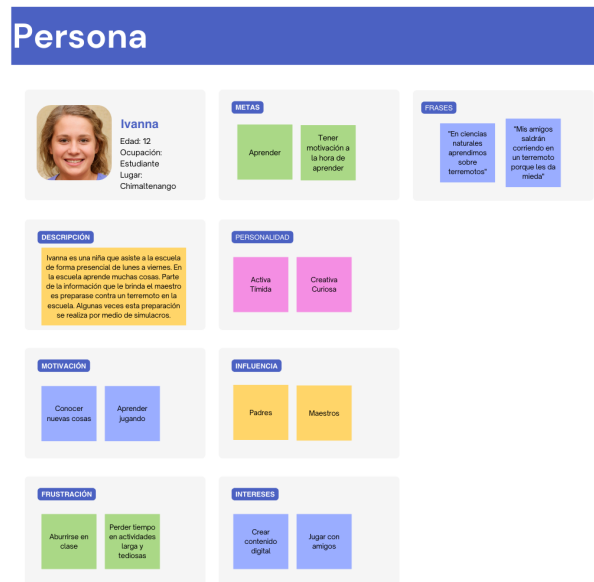 Persona
Ivanna
Edad: 12
Ocupación:
Estudiante
Lugar:
Chimaltenango
METAS
Aprender
Tener
motivación a
la hora de
aprender
FRASES
"En ciencias
naturales
aprendimos
sobre
terremotos"
"Mis amigos
saldrán
corriendo en
un terremoto
porque les da
mieda"
DESCRIPCIÓN
Ivanna es una niña que asiste a la escuela
de forma presencial de lunes a viernes. En
la escuela aprende muchas cosas. Parte
de la información que le brinda el maestro
es preparase contra un terremoto en la
escuela. Algunas veces esta preparación
se realiza por medio de simulacros.
PERSONALIDAD
Activa
Tímida
Creativa
Curiosa
MOTIVACIÓN
Conocer
nuevas cosas
Aprender
jugando
INFLUENCIA
Padres
Maestros
FRUSTRACIÓN
Aburrirse en
clase
Perder tiempo
en actividades
larga y
tediosas
INTERESES
Crear
contenido
digital
Jugar con
amigos